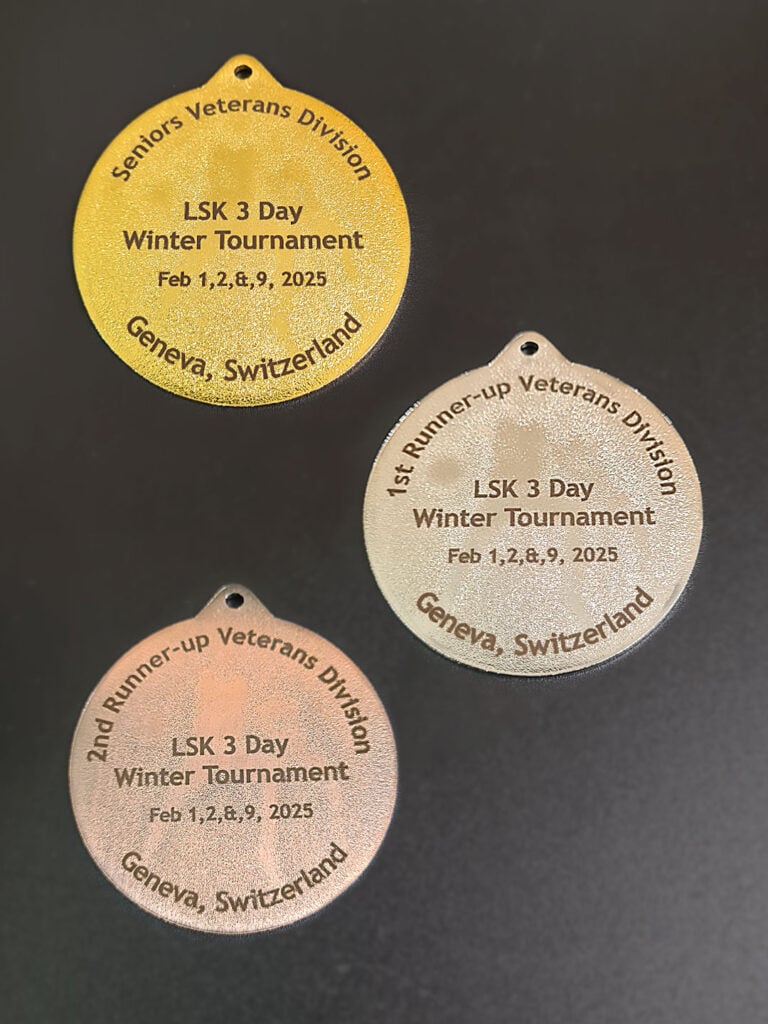 Seniors Veterans Division
LSK 3 Day
Winter Tournament
Feb 1,2,&,9, 2025
Geneva, Switzerland
1st Runner-up Veterans Division
LSK 3 Day
Winter Tournament
Feb 1,2,&,9, 2025
Geneva, Switzerland
2nd Runner-up Veterans Division
LSK 3 Day
Winter Tournament
Feb 1,2,&,9, 2025
Geneva, Switzerland